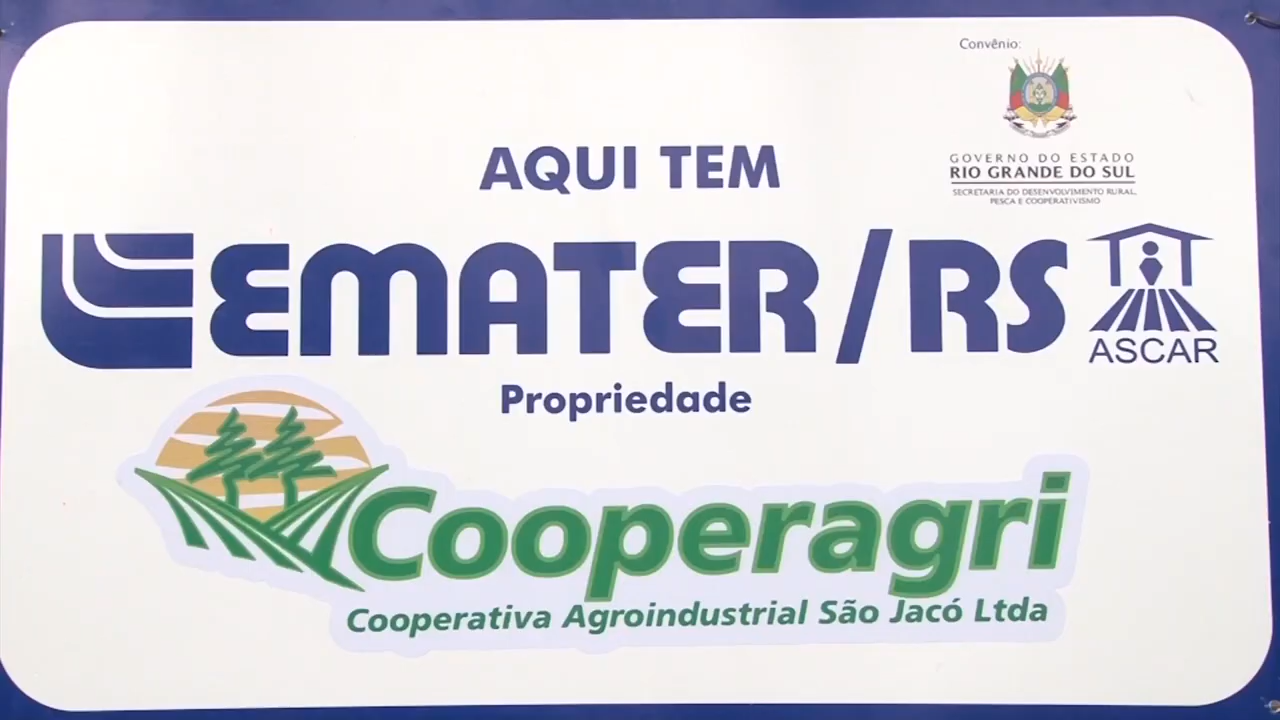 Convênio:
GOVERNO DO ESTADO
RIO GRANDE DO SUL
SECRETARIA DO DESENVOLVIMENTO RURAL,
PESCA E COOPERATIVISMO
AQUI TEM
EMATER/RS
ASCAR
Propriedade
Cooperagri
Cooperativa Agroindustrial São Jacó Ltda